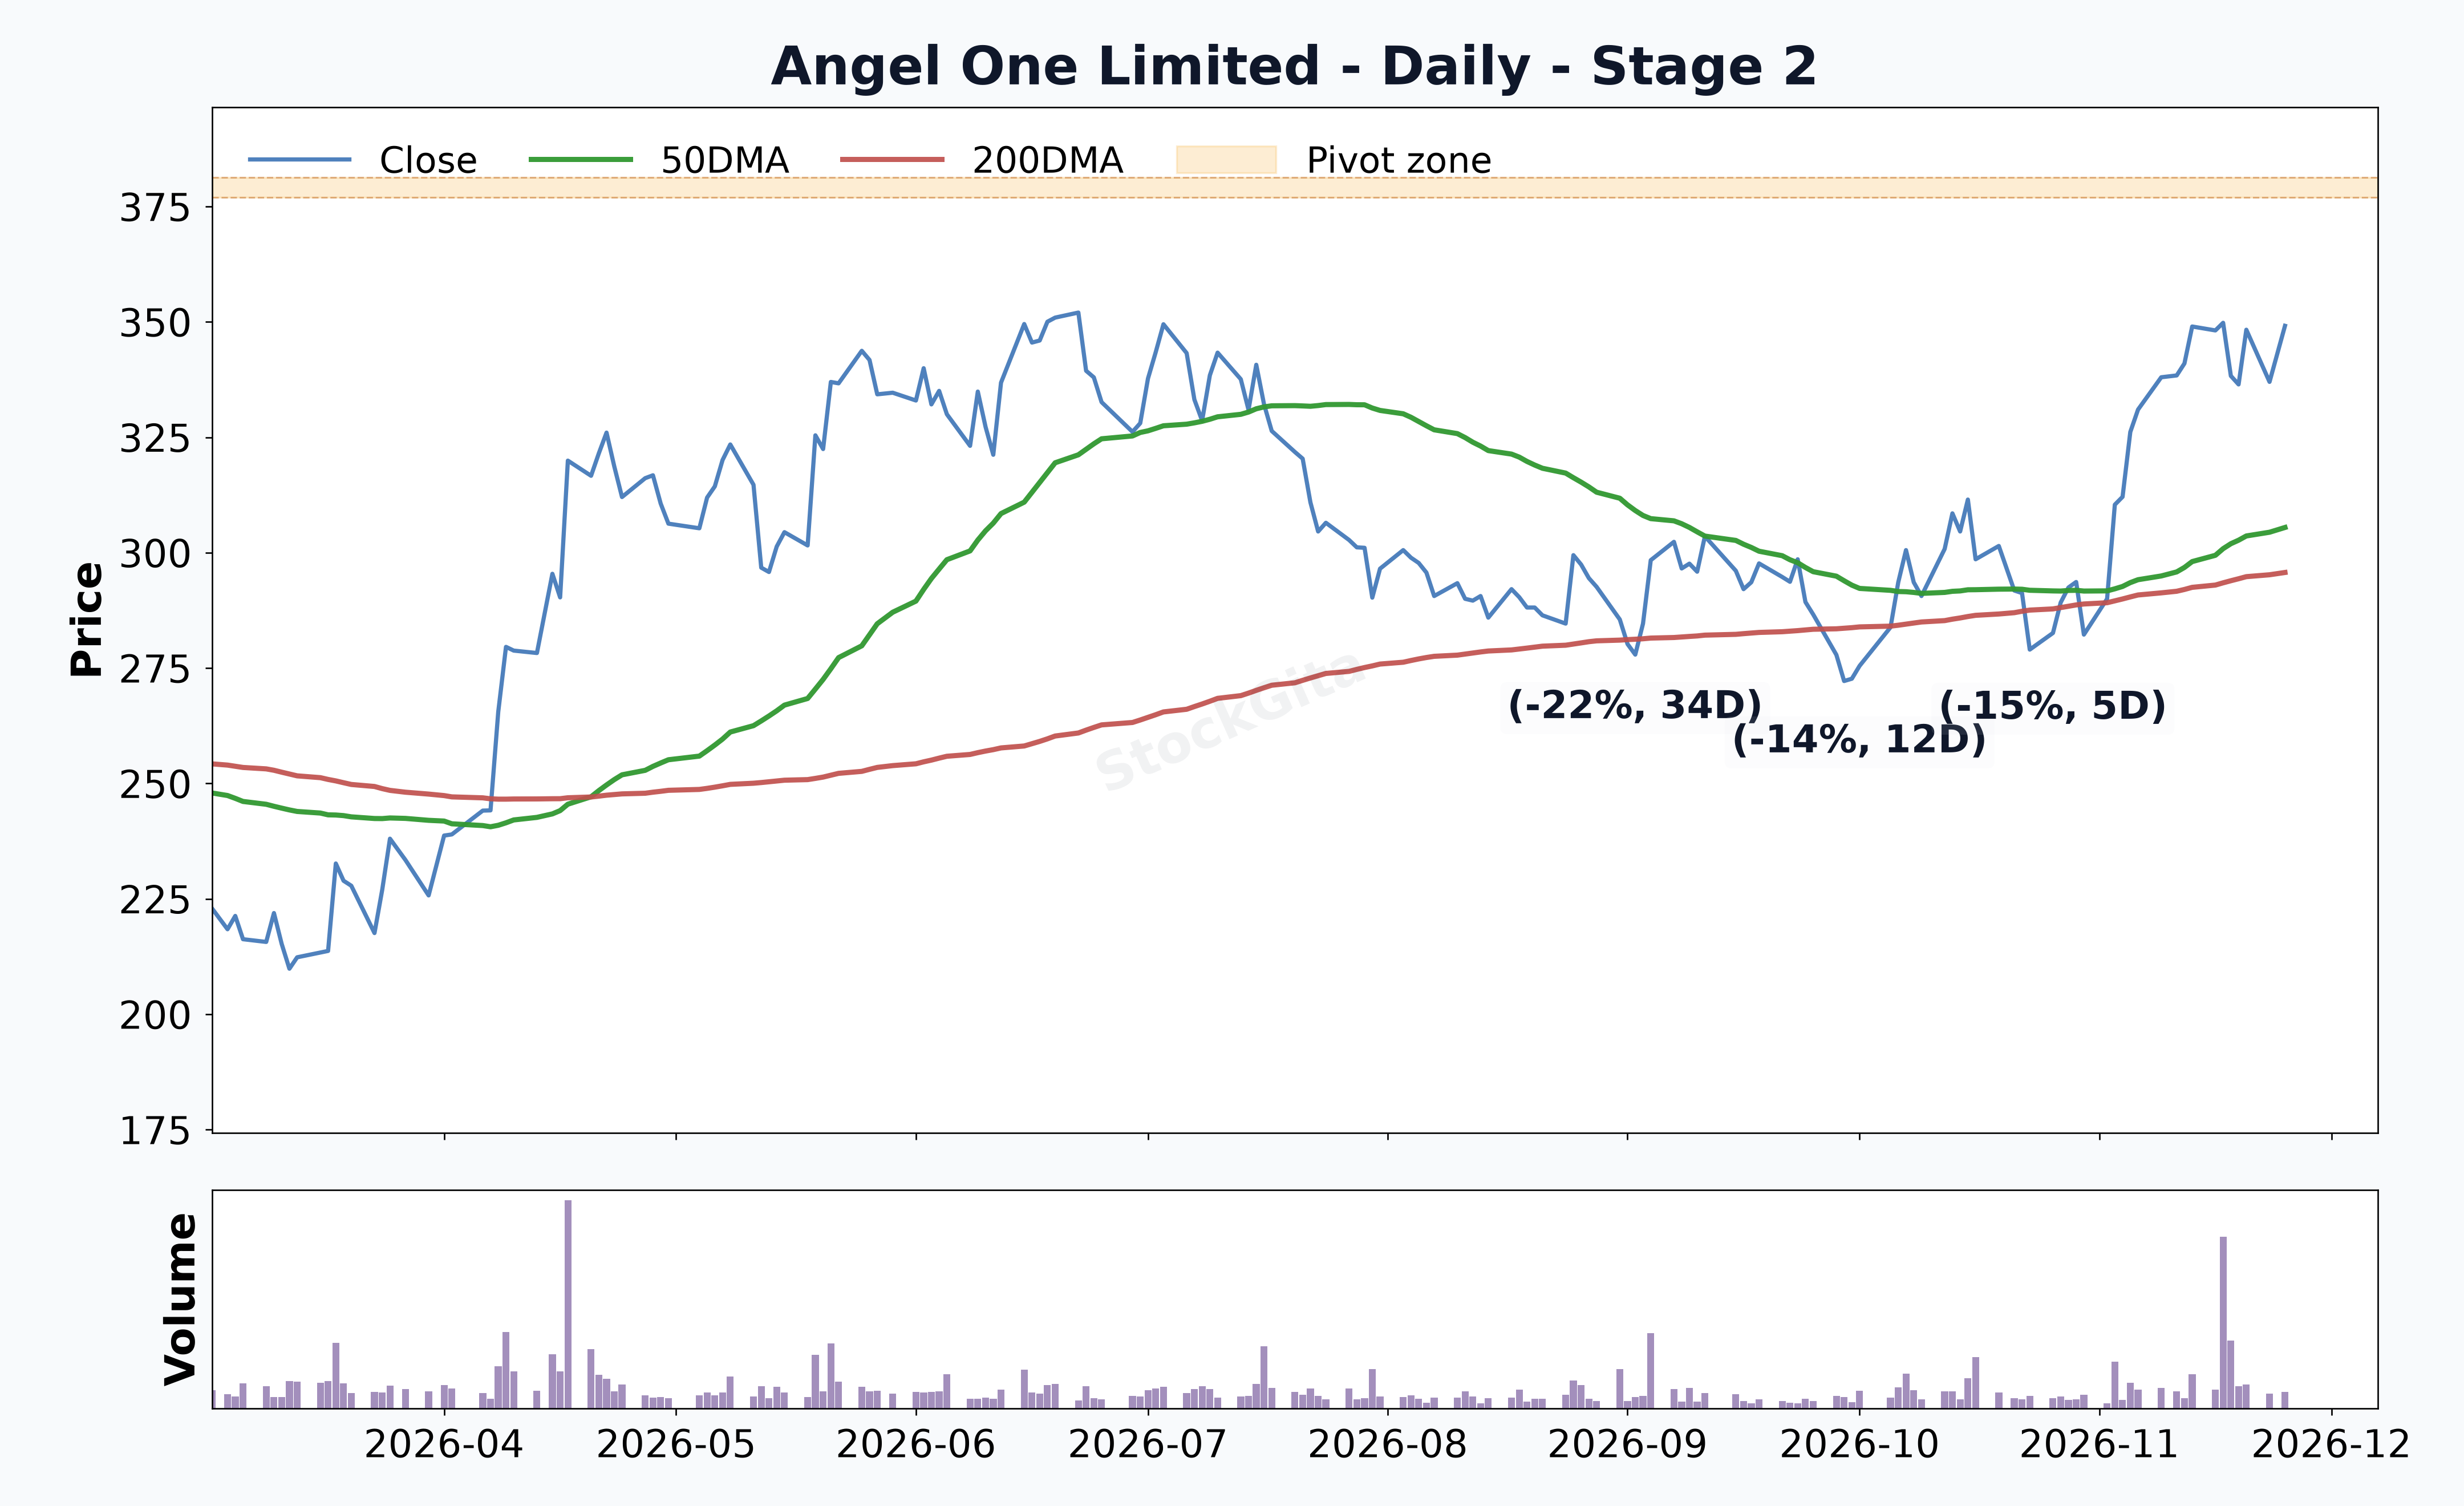 Angel One Limited - Daily - Stage 2
Close 50DMA 200DMA Pivot zone
375
350
325
300
275
250
225
200
175
Price
StockGita
(-22%, 34D)
(-14%, 12D)
(-15%, 5D)
Volume
2026-04 2026-05 2026-06 2026-07 2026-08 2026-09 2026-10 2026-11 2026-12